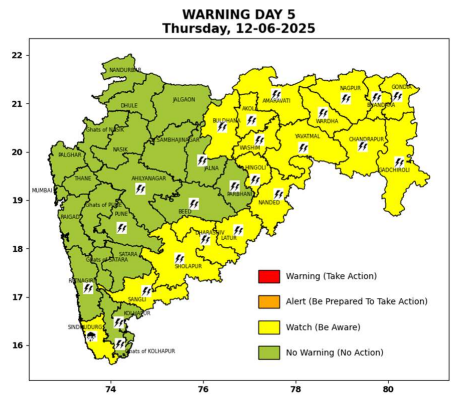 WARNING DAY 5
Thursday, 12-06-2025
22
21
20
19
18
17
16
74
76
78
80
NANDURBAR
DHULE
JALGAON
Ghats of NASIK
NASIK
SAMBHAJINAGAR
PALGHAR
THANE
AHILYANAGAR
MUMBAI
RAIGAD
Ghats of PUNE
PUNE
BEED
JALNA
PARBHANI
HINGOLI
NANDED
BULDHANA
AKOLA
AMARAVATI
WASHIM
WARDHA
NAGPUR
BHANDARA
GONDIA
YAVATMAL
CHANDRAPUR
GADCHIROLI
DHARASHIV
LATUR
SHOLAPUR
SATARA
Ghats of SATARA
SANGLI
KOLHAPUR
Ghats of KOLHAPUR
SINDHUDURG
Warning (Take Action)
Alert (Be Prepared To Take Action)
Watch (Be Aware)
No Warning (No Action)